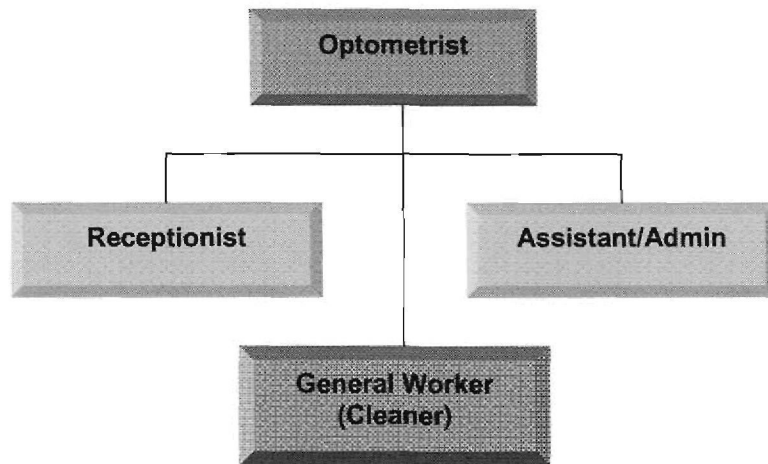 Optometrist
Receptionist
Assistant/Admin
General Worker
(Cleaner)